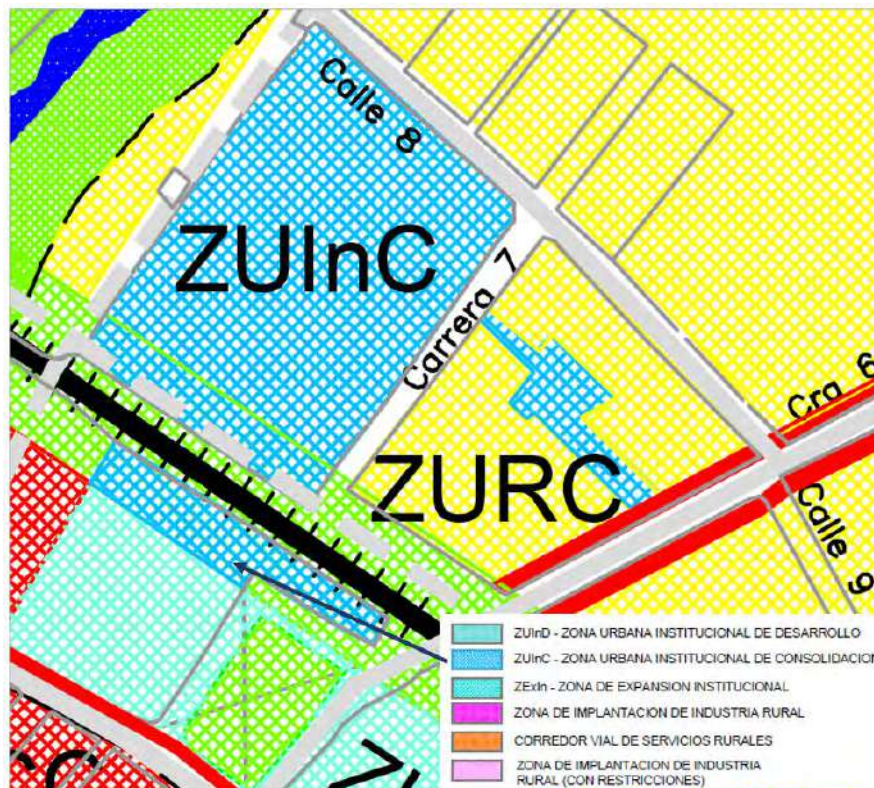 Calle 8
ZUInC
Carrera 7
Cra 6
ZURC
Calle 9
ZUInD - ZONA URBANA INSTITUCIONAL DE DESARROLLO
ZUInC - ZONA URBANA INSTITUCIONAL DE CONSOLIDACION
ZExIn - ZONA DE EXPANSION INSTITUCIONAL
ZONA DE IMPLANTACION DE INDUSTRIA RURAL
CORREDOR VIAL DE SERVICIOS RURALES
ZONA DE IMPLANTACION DE INDUSTRIA
RURAL (CON RESTRICCIONES)